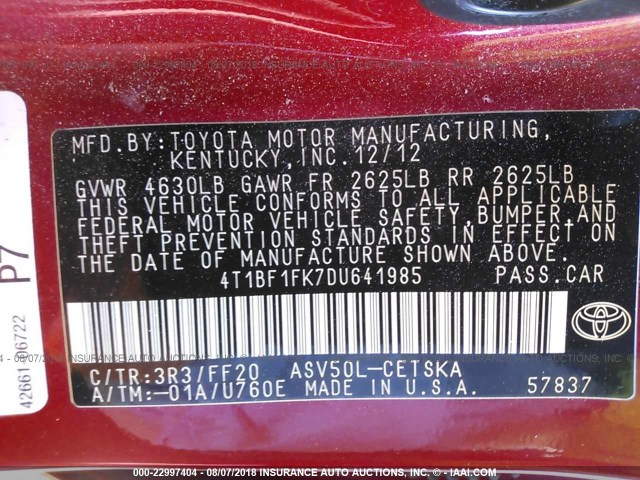 MFD.BY:TOYOTA MOTOR MANUFACTURING,
KENTUCKY,INC.12/12
GVWR 4630LB GAWR FR 2625LB RR 2625LB
THIS VEHICLE CONFORMS TO ALL APPLICABLE
FEDERAL MOTOR VEHICLE SAFETY,BUMPER,AND
THEFT PREVENTION STANDARDS IN EFFECT ON
THE DATE OF MANUFACTURE SHOWN ABOVE.
4T1BF1FK7DU641985 PASS.CAR
C/TR:3R3/FF20 ASV50L-CETSKA
A/TM:-01A/U760E MADE IN U.S.A. 57837
TOYOTA
P7
42661
000-22997404 - 08/07/2018 INSURANCE AUTO AUCTIONS, INC. - © - IAAI.COM